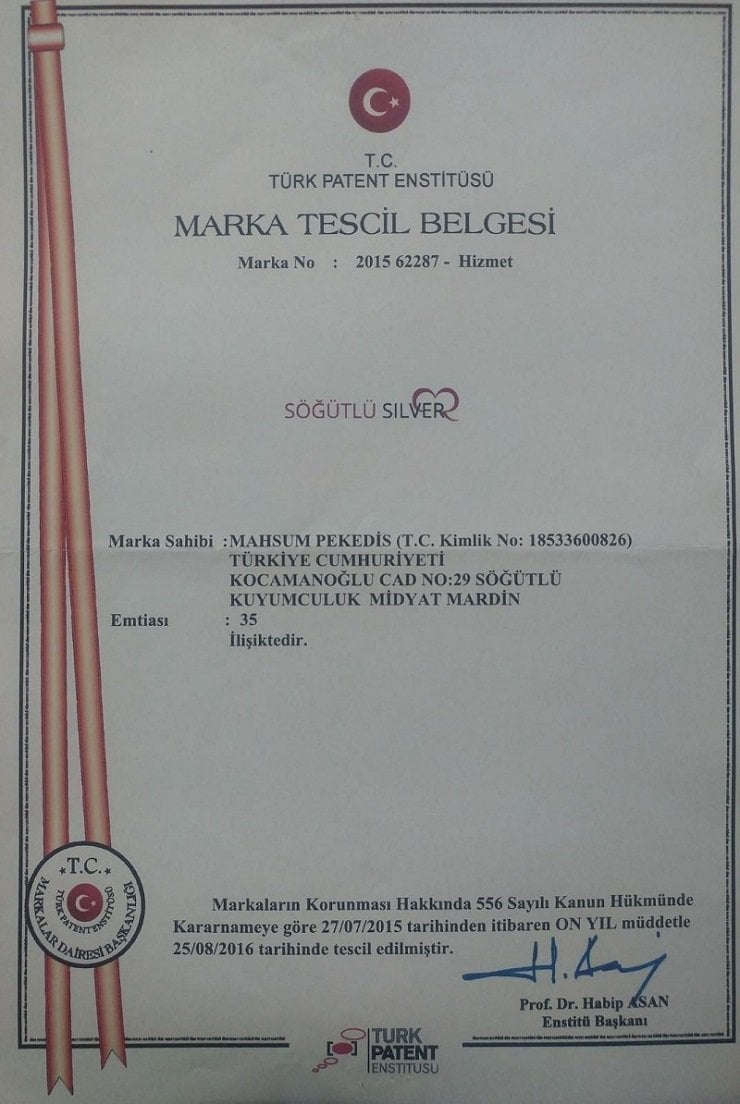 T.C.
TÜRK PATENT ENSTİTÜSÜ
MARKA TESCİL BELGESİ
Marka No : 2015 62287 - Hizmet
SÖĞÜTLÜ SILVER
Marka Sahibi :MAHSUM PEKEDİS (T.C. Kimlik No: 18533600826)
TÜRKİYE CUMHURİYETİ
KOCAMANOĞLU CAD NO:29 SÖĞÜTLÜ
KUYUMCULUK MİDYAT MARDİN
Emtiası : 35
İlişiktedir.
T.C.
TÜRK PATENT ENSTİTÜSÜ
MARKALAR DAİRESİ BAŞKANLIĞI
Markaların Korunması Hakkında 556 Sayılı Kanun Hükmünde
Kararnameye göre 27/07/2015 tarihinden itibaren ON YIL müddetle
25/08/2016 tarihinde tescil edilmiştir.
Prof. Dr. Habip ASAN
Enstitü Başkanı
TURK
PATENT
ENSTITUSU